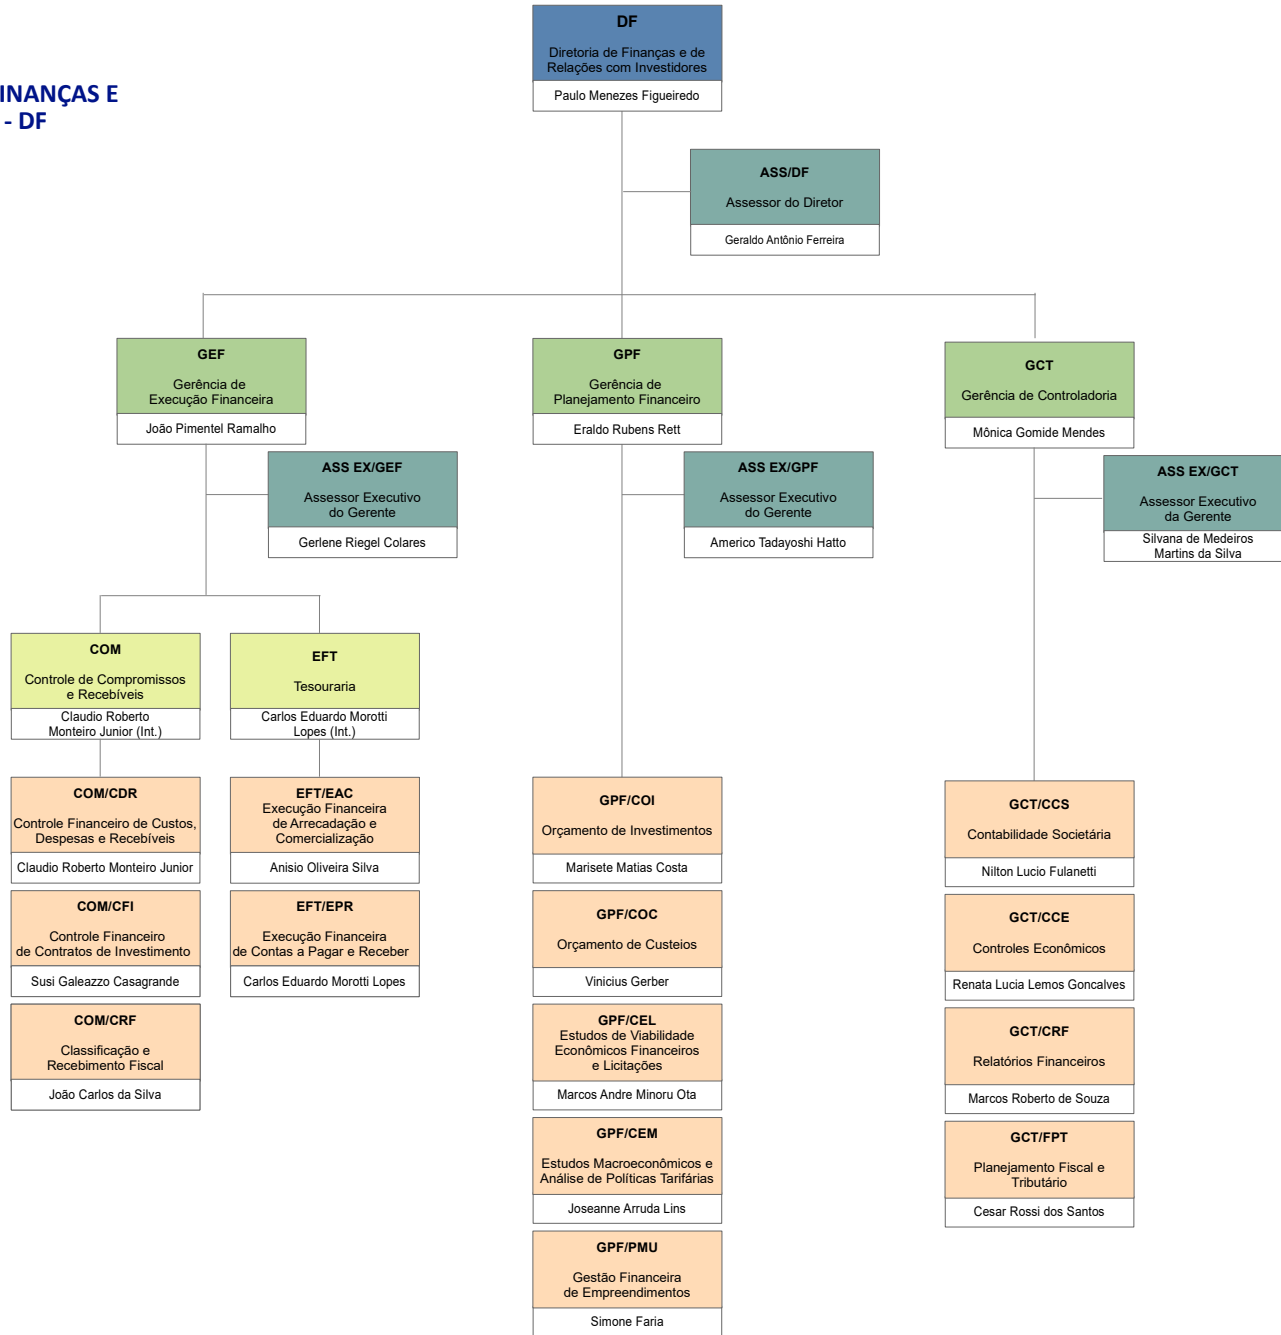 INANÇAS E
- DF
DF
Diretoria de Finanças e de
Relações com Investidores
Paulo Menezes Figueiredo
ASS/DF
Assessor do Diretor
Geraldo Antônio Ferreira
GEF
Gerência de
Execução Financeira
João Pimentel Ramalho
GPF
Gerência de
Planejamento Financeiro
Eraldo Rubens Rett
GCT
Gerência de Controladoria
Mônica Gomide Mendes
ASS EX/GEF
Assessor Executivo
do Gerente
Gerlene Riegel Colares
ASS EX/GPF
Assessor Executivo
do Gerente
Americo Tadayoshi Hatto
ASS EX/GCT
Assessor Executivo
da Gerente
Silvana de Medeiros
Martins da Silva
COM
Controle de Compromissos
e Recebíveis
Claudio Roberto
Monteiro Junior (Int.)
EFT
Tesouraria
Carlos Eduardo Morotti
Lopes (Int.)
COM/CDR
Controle Financeiro de Custos,
Despesas e Recebíveis
Claudio Roberto Monteiro Junior
COM/CFI
Controle Financeiro
de Contratos de Investimento
Susi Galeazzo Casagrande
COM/CRF
Classificação e
Recebimento Fiscal
João Carlos da Silva
EFT/EAC
Execução Financeira
de Arrecadação e
Comercialização
Anisio Oliveira Silva
EFT/EPR
Execução Financeira
de Contas a Pagar e Receber
Carlos Eduardo Morotti Lopes
GPF/COI
Orçamento de Investimentos
Marisete Matias Costa
GPF/COC
Orçamento de Custeios
Vinicius Gerber
GPF/CEL
Estudos de Viabilidade
Econômicos Financeiros
e Licitações
Marcos Andre Minoru Ota
GPF/CEM
Estudos Macroeconômicos e
Análise de Políticas Tarifárias
Joseanne Arruda Lins
GPF/PMU
Gestão Financeira
de Empreendimentos
Simone Faria
GCT/CCS
Contabilidade Societária
Nilton Lucio Fulanetti
GCT/CCE
Controles Econômicos
Renata Lucia Lemos Goncalves
GCT/CRF
Relatórios Financeiros
Marcos Roberto de Souza
GCT/FPT
Planejamento Fiscal e
Tributário
Cesar Rossi dos Santos